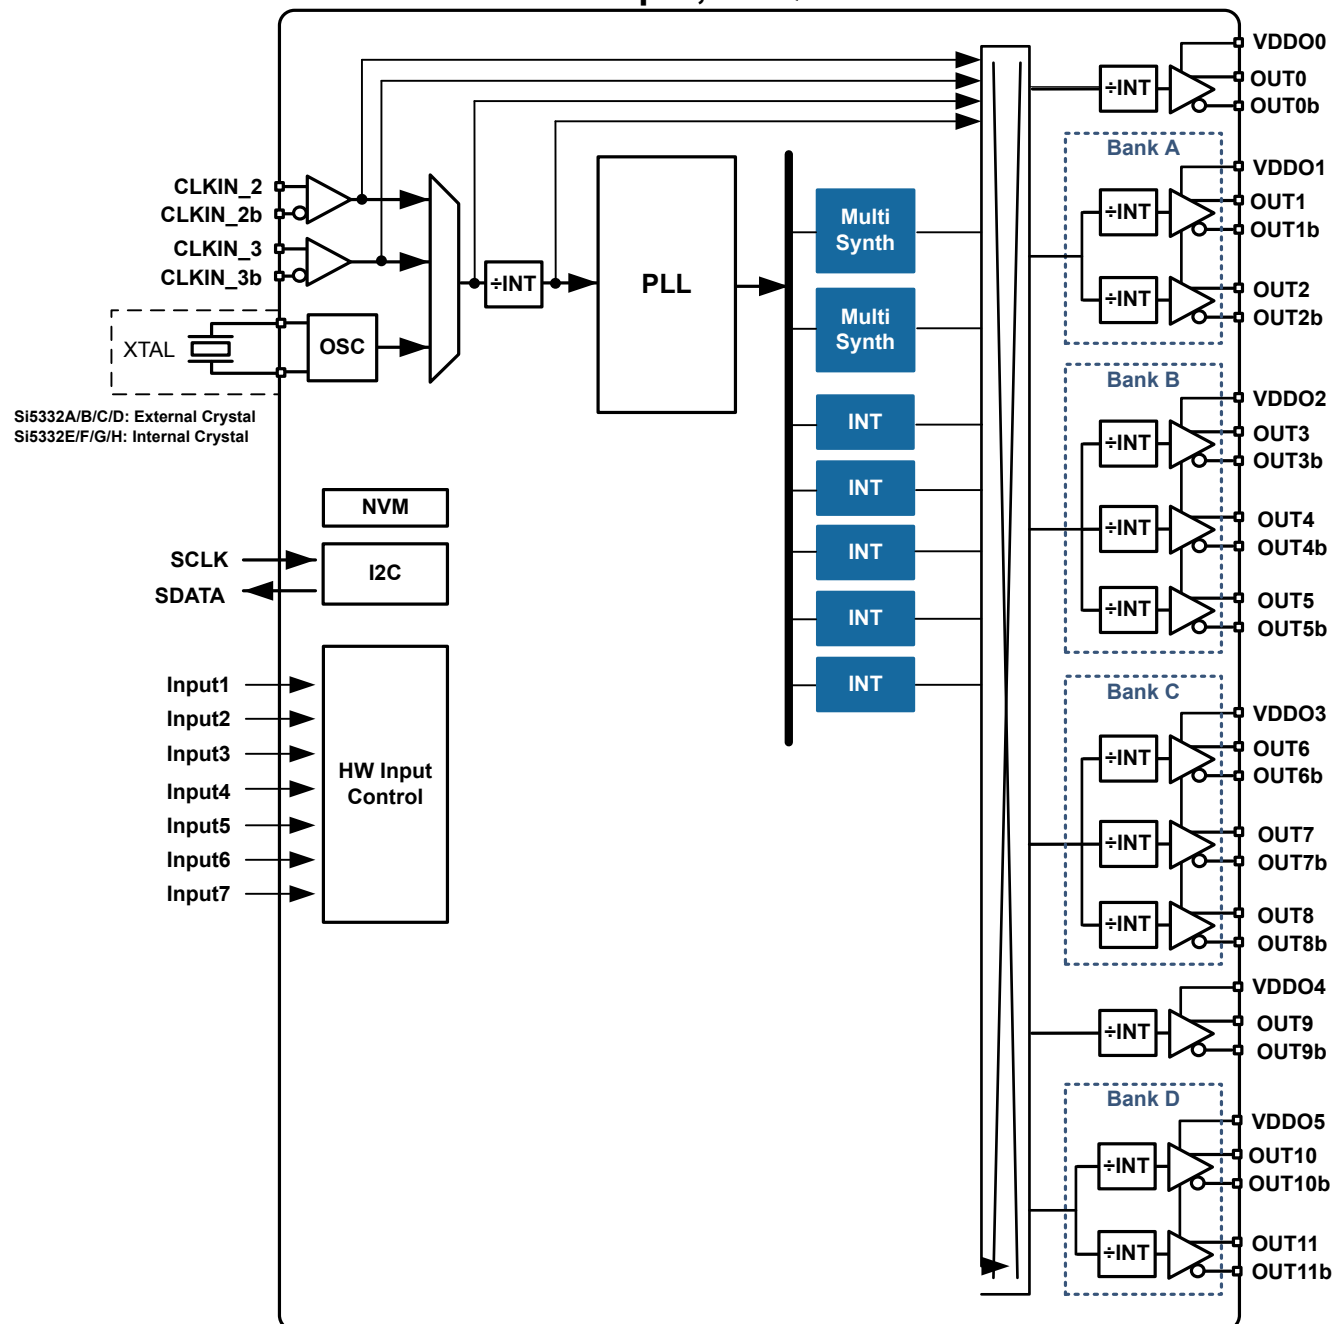 VDDO0
OUT0
÷INT
OUT0b
Bank A
VDDO1
CLKIN_2
CLKIN_2b
Multi
Synth
÷INT
OUT1
OUT1b
CLKIN_3
CLKIN_3b
÷INT
PLL
÷INT
OUT2
OUT2b
XTAL
OSC
Multi
Synth
Bank B
Si5332A/B/C/D: External Crystal
Si5332E/F/G/H: Internal Crystal
VDDO2
INT
÷INT
OUT3
OUT3b
NVM
INT
SCLK
SDATA
I2C
INT
÷INT
OUT4
OUT4b
INT
÷INT
OUT5
OUT5b
INT
Bank C
Input1
Input2
Input3
Input4
Input5
Input6
Input7
HW Input
Control
VDDO3
OUT6
÷INT
OUT6b
OUT7
÷INT
OUT7b
OUT8
÷INT
OUT8b
VDDO4
OUT9
÷INT
OUT9b
Bank D
VDDO5
OUT10
÷INT
OUT10b
OUT11
÷INT
OUT11b